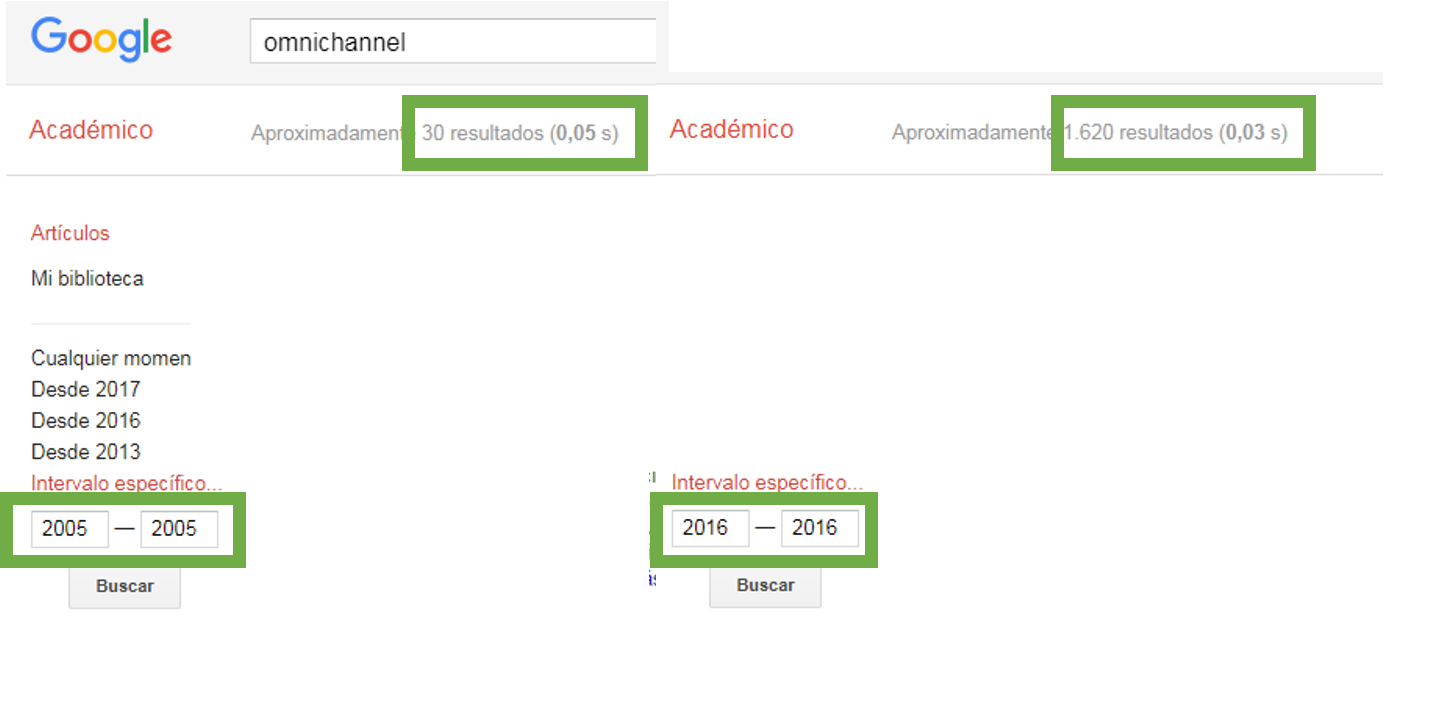 Google
omnichannel
Académico
Aproximadament 30 resultados (0,05 s)
Artículos
Mi biblioteca
Cualquier momen
Desde 2017
Desde 2016
Desde 2013
Intervalo específico...
2005 — 2005
Buscar
Académico
Aproximadamente 1.620 resultados (0,03 s)
Intervalo específico...
2016 — 2016
Buscar